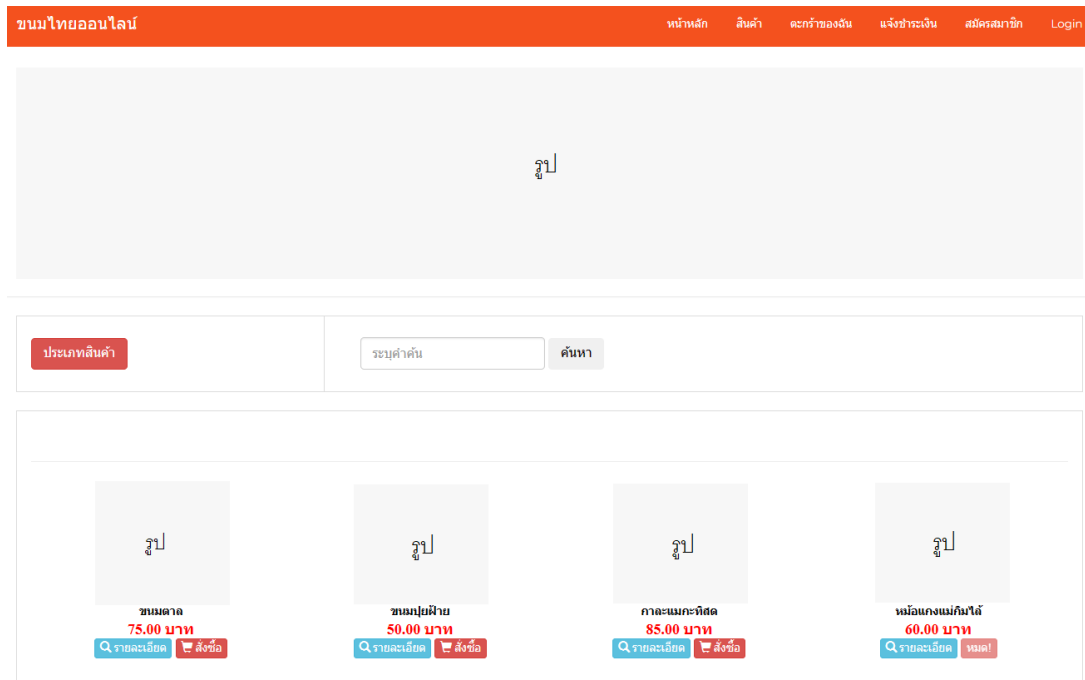 ขนมไทยออนไลน์ หน้าหลัก สินค้า ตะกร้าของฉัน แจ้งชำระเงิน สมัครสมาชิก Login
รูป
ประเภทสินค้า ระบุคำค้น ค้นหา
รูป รูป รูป รูป
ขนมตาล ขนมปุยฝ้าย กาละแมกะทิสด หม้อแกงแม่กิมไล้
75.00 บาท 50.00 บาท 85.00 บาท 60.00 บาท
รายละเอียด สั่งซื้อ รายละเอียด สั่งซื้อ รายละเอียด สั่งซื้อ รายละเอียด หมด!